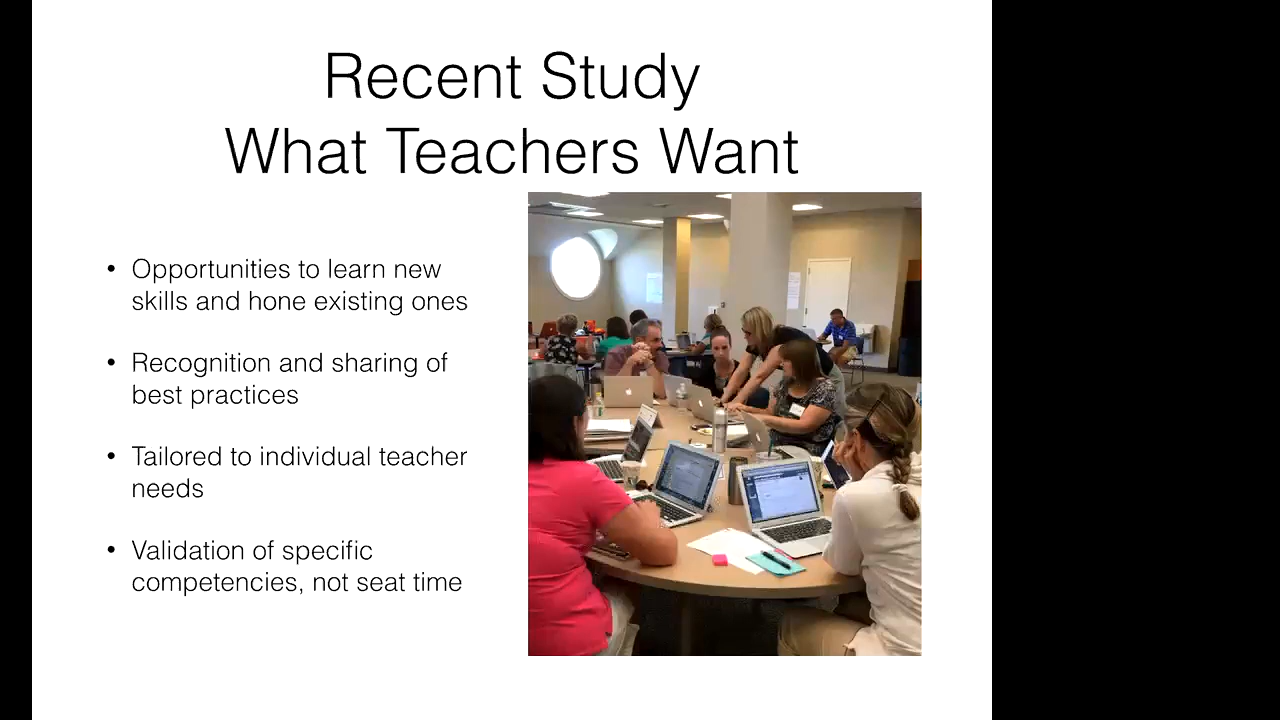 Recent Study
What Teachers Want
• Opportunities to learn new
skills and hone existing ones
• Recognition and sharing of
best practices
• Tailored to individual teacher
needs
• Validation of specific
competencies, not seat time